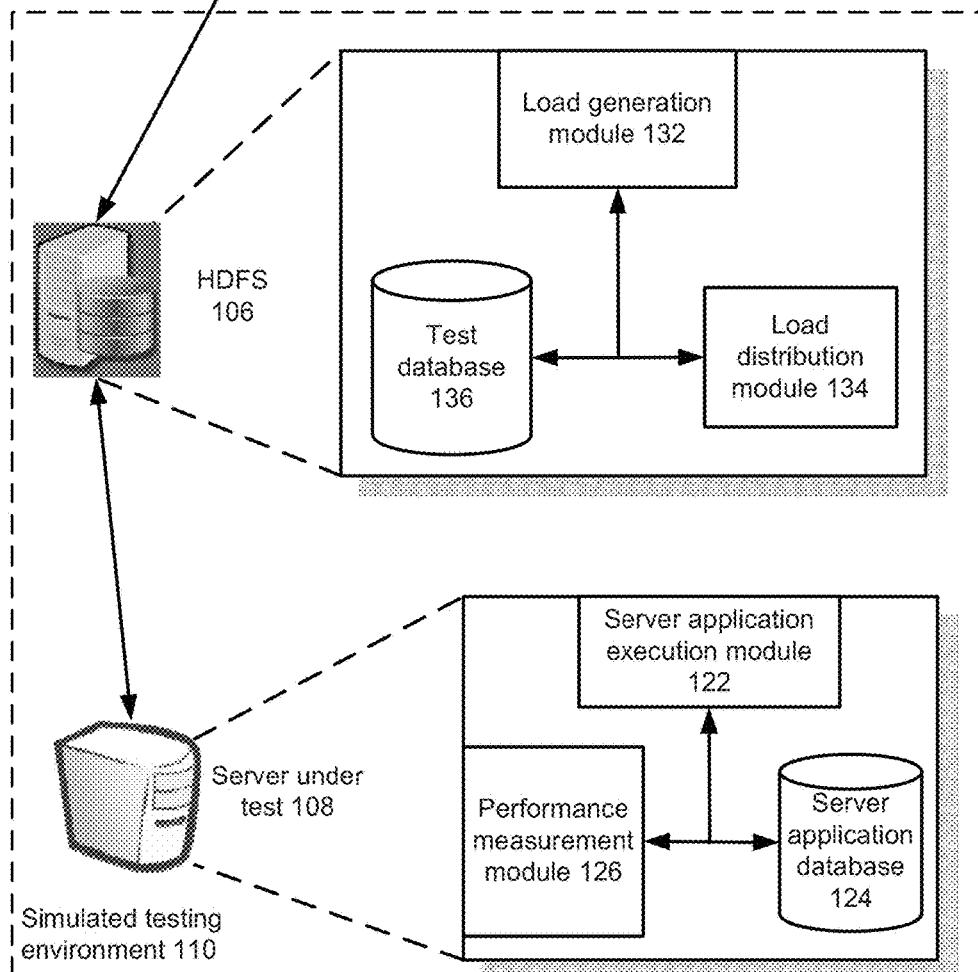 Load generation
module 132
HDFS
106
Test
database
136
Load
distribution
module 134
Server application
execution module
122
Server under
test 108
Performance
measurement
module 126
Server
application
database
124
Simulated testing
environment 110